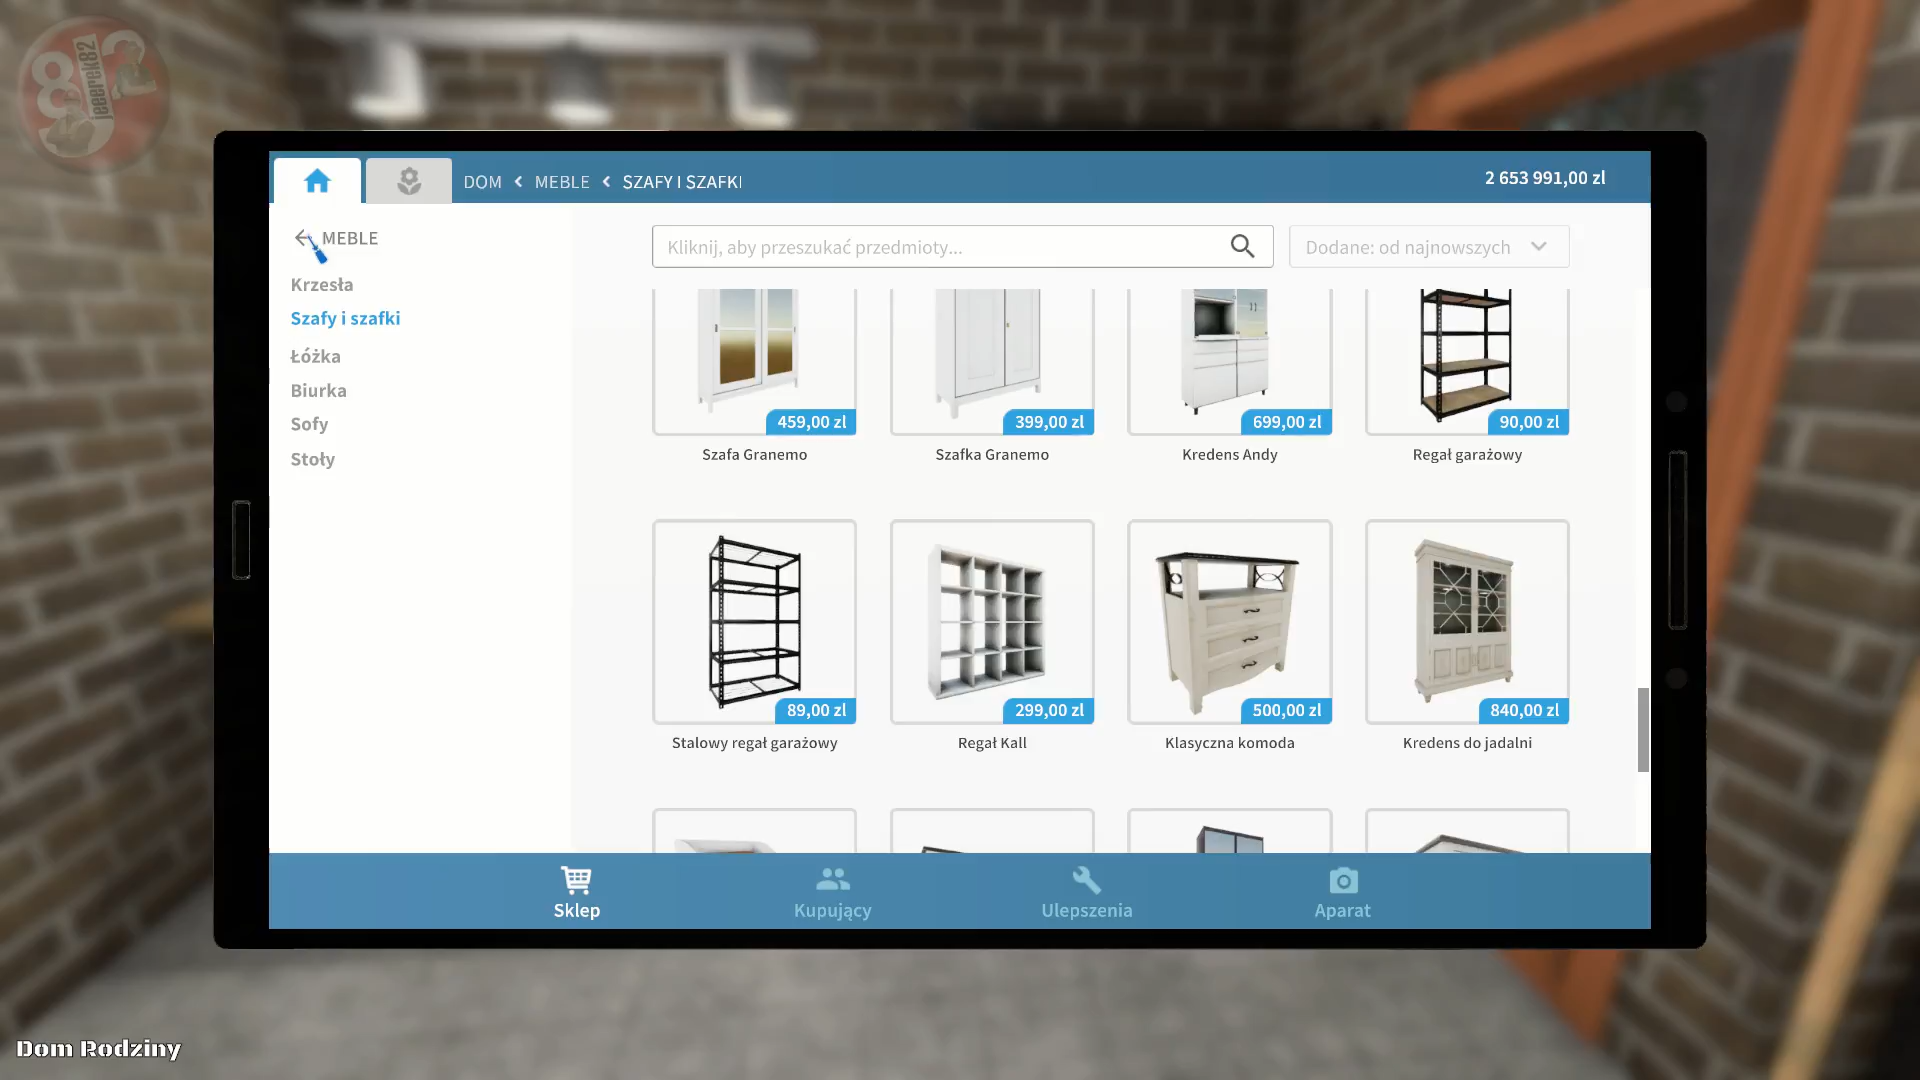 jeeerek82
DOM < MEBLE < SZAFY I SZAFKI
2 653 991,00 zl
MEBLE
Krzesła
Szafy i szafki
Łóżka
Biurka
Sofy
Stoły
Kliknij, aby przeszukać przedmioty...
Dodane: od najnowszych
459,00 zl
399,00 zl
699,00 zl
90,00 zl
Szafa Granemo
Szafka Granemo
Kredens Andy
Regał garażowy
89,00 zl
299,00 zl
500,00 zl
840,00 zl
Stalowy regał garażowy
Regał Kall
Klasyczna komoda
Kredens do jadalni
Sklep
Kupujący
Ulepszenia
Aparat
Dom Rodziny